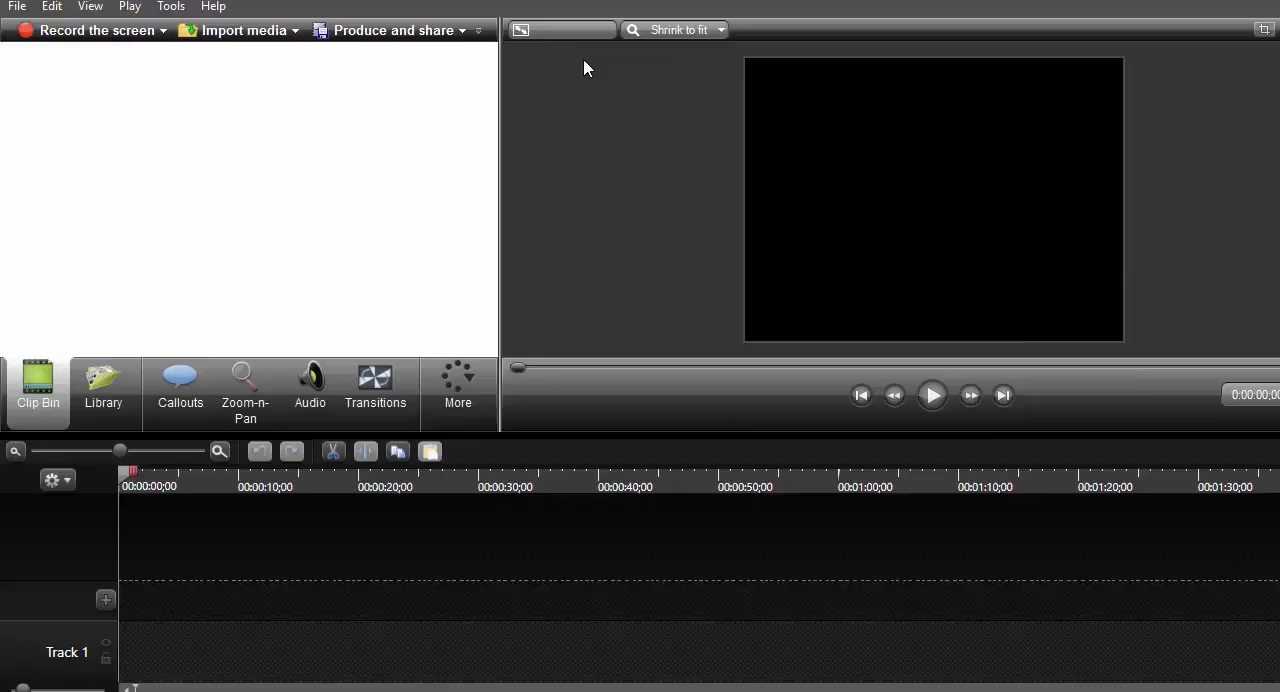 File Edit View Play Tools Help
Record the screen Import media Produce and share
Shrink to fit
Clip Bin Library Callouts Zoom-n-Pan Audio Transitions More
0:00:00;00
00:00:00;00 00:00:10;00 00:00:20;00 00:00:30;00 00:00:40;00 00:00:50;00 00:01:00;00 00:01:10;00 00:01:20;00 00:01:30;00
Track 1